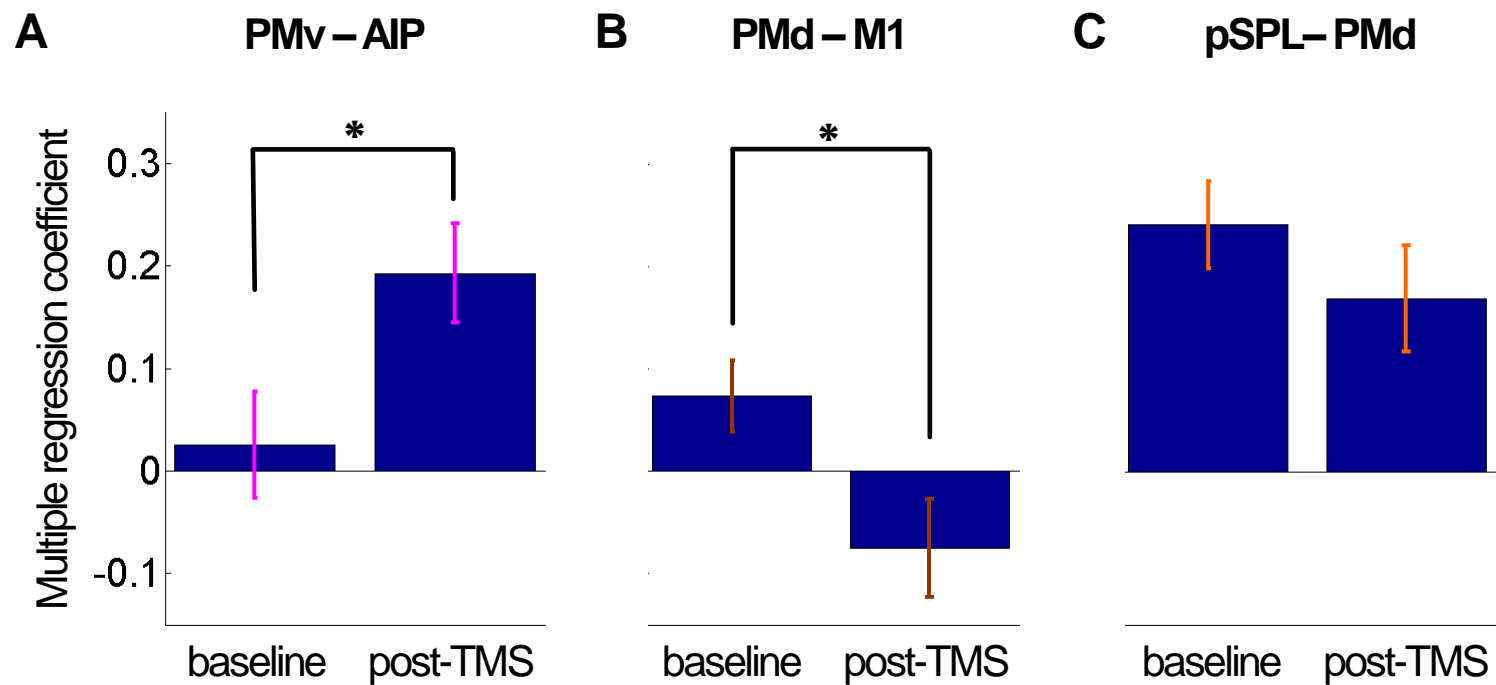 A PMv – AIP
B PMd – M1
C pSPL– PMd
Multiple regression coefficient
0.3
0.2
0.1
0
-0.1
*
*
baseline post-TMS
baseline post-TMS
baseline post-TMS